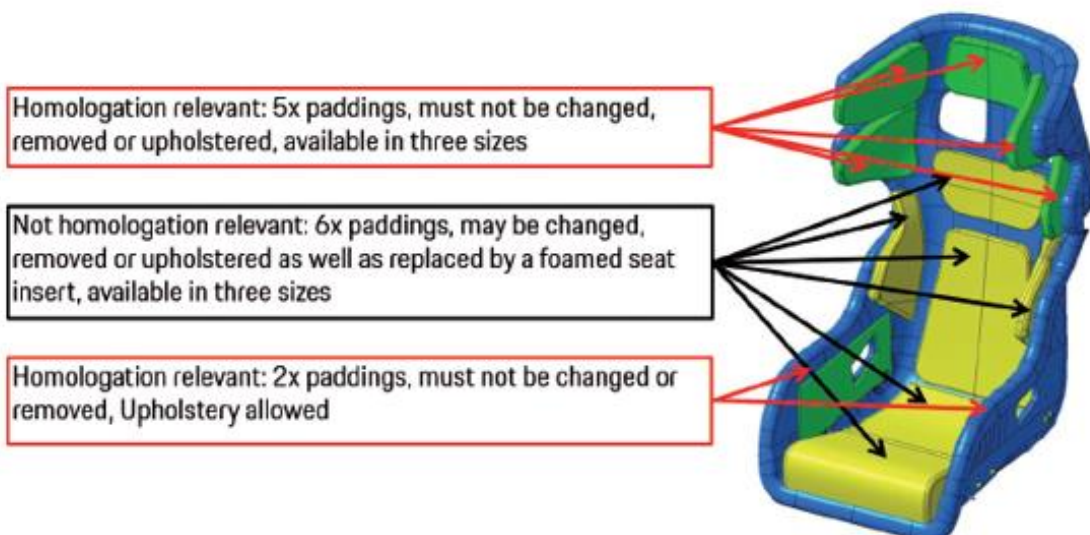 Homologation relevant: 5x paddings, must not be changed,
removed or upholstered, available in three sizes
Not homologation relevant: 6x paddings, may be changed,
removed or upholstered as well as replaced by a foamed seat
insert, available in three sizes
Homologation relevant: 2x paddings, must not be changed or
removed, Upholstery allowed